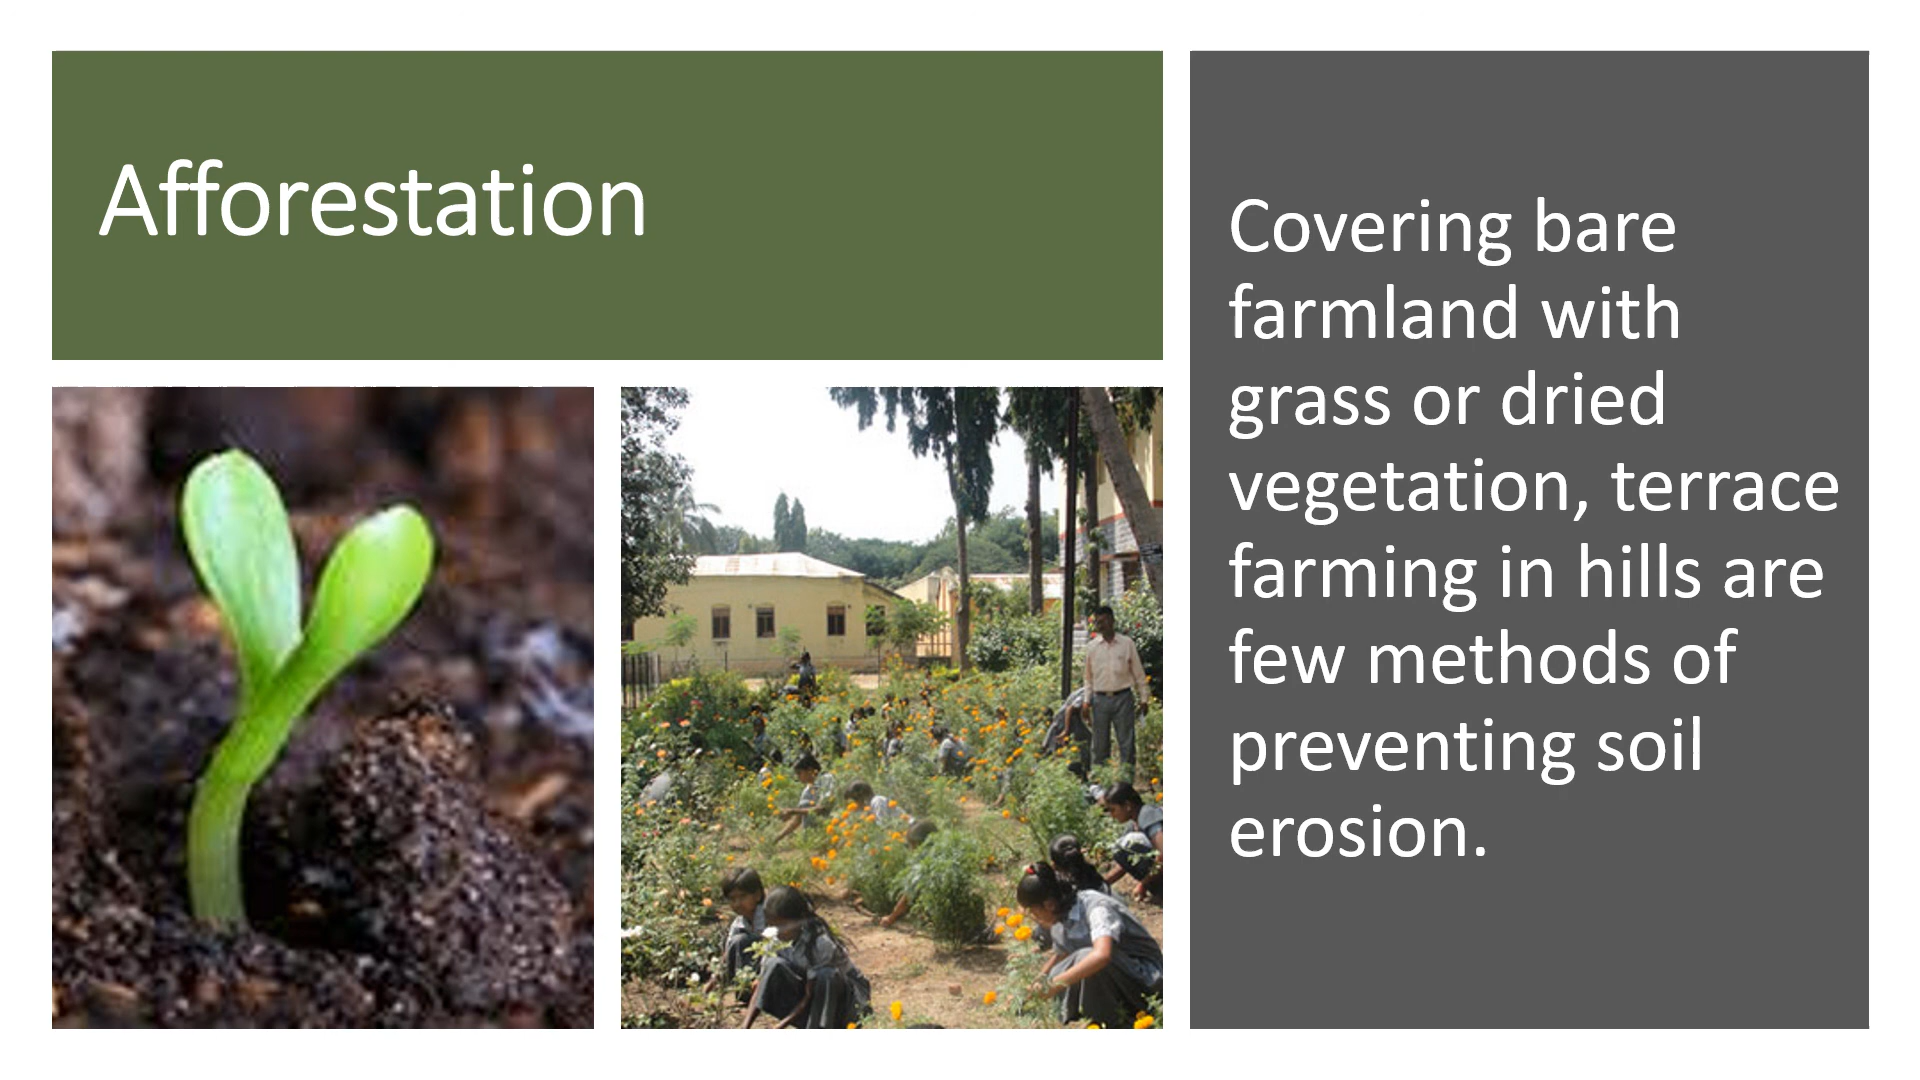 Afforestation
Covering bare
farmland with
grass or dried
vegetation, terrace
farming in hills are
few methods of
preventing soil
erosion.